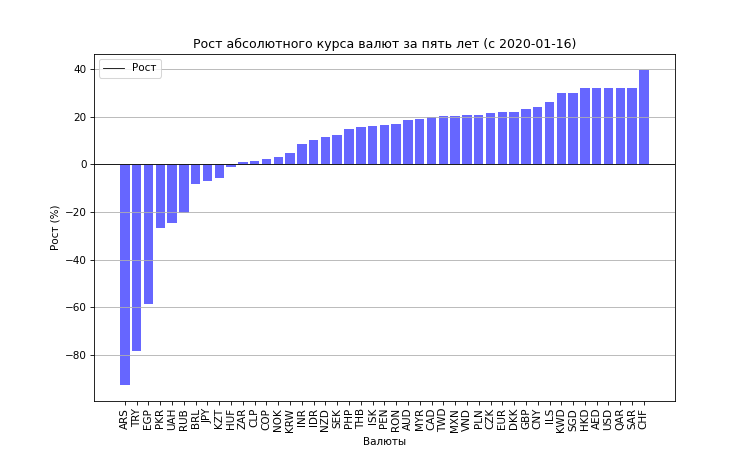 Рост абсолютного курса валют за пять лет (с 2020-01-16)
Рост
40
20
0
−20
−40
−60
−80
Рост (%)
ARS TRY EGP PKR UAH RUB BRL JPY KZT HUF ZAR CLP COP NOK KRW INR IDR NZD SEK PHP THB ISK PEN RON AUD MYR CAD TWD MXN VND PLN CZK EUR DKK GBP CNY ILS KWD SGD HKD AED USD QAR SAR CHF
Валюты